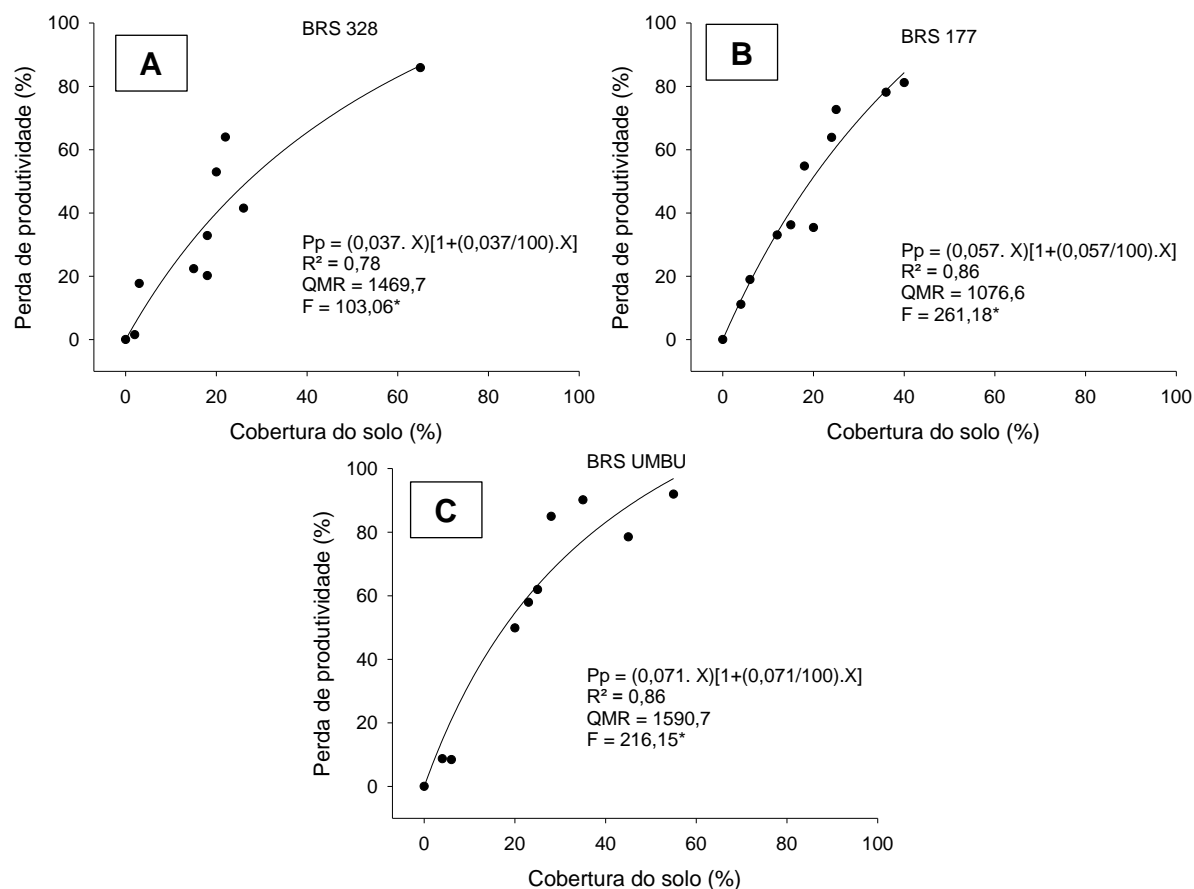 BRS 328
A
Perda de produtividade (%)
100
80
60
40
20
0
Pp = (0,037. X)[1+(0,037/100).X]
R² = 0,78
QMR = 1469,7
F = 103,06*
0 20 40 60 80 100
Cobertura do solo (%)
BRS 177
B
Perda de produtividade (%)
100
80
60
40
20
0
Pp = (0,057. X)[1+(0,057/100).X]
R² = 0,86
QMR = 1076,6
F = 261,18*
0 20 40 60 80 100
Cobertura do solo (%)
BRS UMBU
C
Perda de produtividade (%)
100
80
60
40
20
0
Pp = (0,071. X)[1+(0,071/100).X]
R² = 0,86
QMR = 1590,7
F = 216,15*
0 20 40 60 80 100
Cobertura do solo (%)